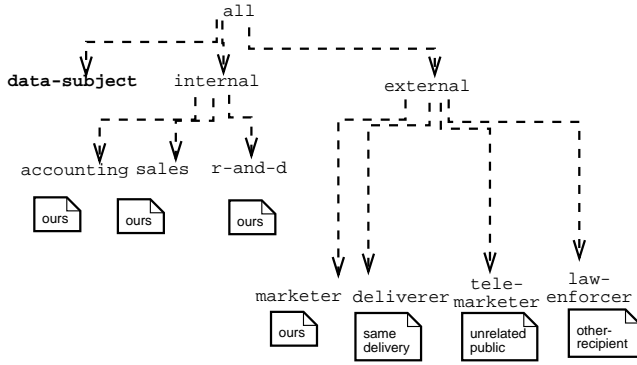 all
data-subject internal external
accounting sales r-and-d
ours ours ours
marketer deliverer tele-
marketer law-
enforcer
ours same
delivery unrelated
public other-
recipient